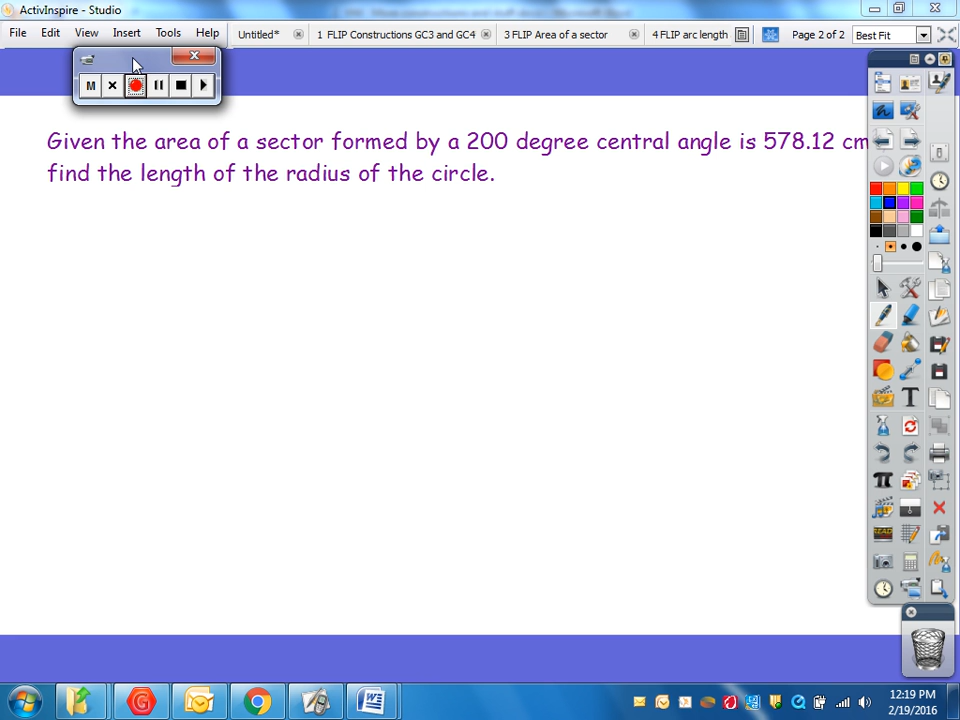 ActivInspire - Studio
File Edit View Insert Tools Help
Untitled* 1 FLIP Constructions GC3 and GC4 3 FLIP Area of a sector 4 FLIP arc length Page 2 of 2 Best Fit
M
Given the area of a sector formed by a 200 degree central angle is 578.12 cm
find the length of the radius of the circle.
T
12:19 PM
2/19/2016